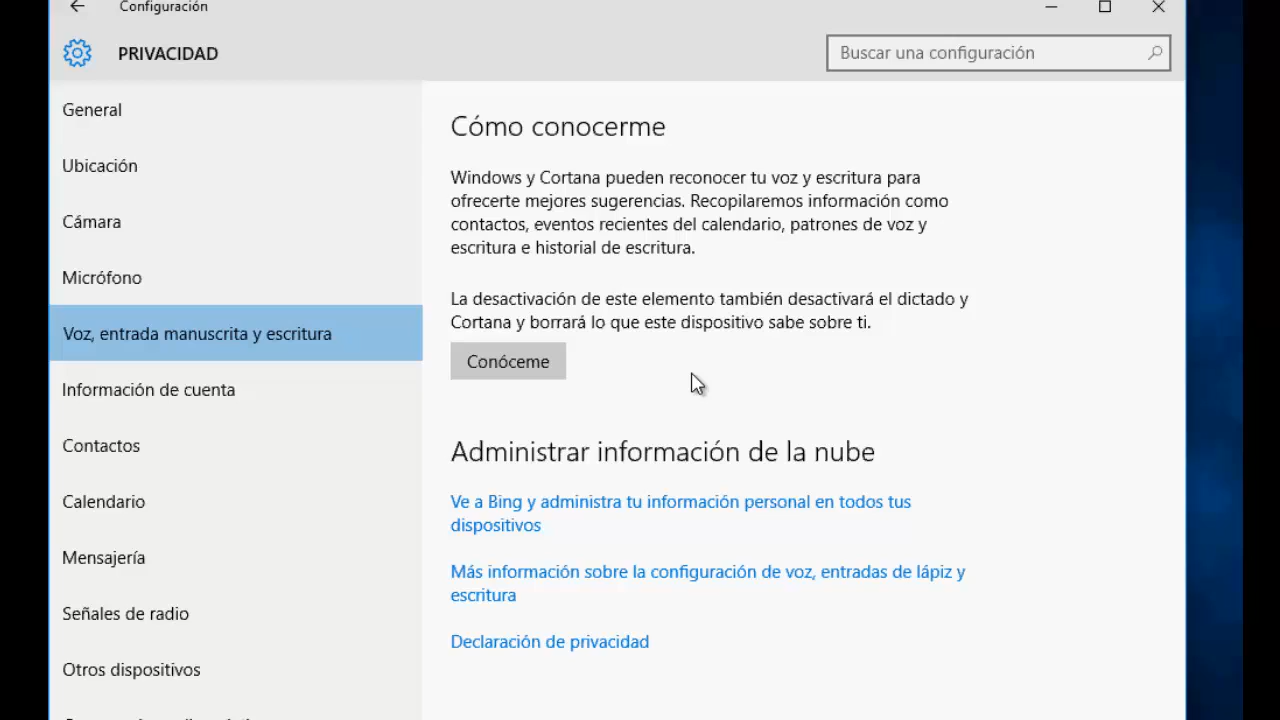 Configuración
PRIVACIDAD
Buscar una configuración
General
Ubicación
Cámara
Micrófono
Voz, entrada manuscrita y escritura
Información de cuenta
Contactos
Calendario
Mensajería
Señales de radio
Otros dispositivos
Cómo conocerme
Windows y Cortana pueden reconocer tu voz y escritura para
ofrecerte mejores sugerencias. Recopilaremos información como
contactos, eventos recientes del calendario, patrones de voz y
escritura e historial de escritura.
La desactivación de este elemento también desactivará el dictado y
Cortana y borrará lo que este dispositivo sabe sobre ti.
Conóceme
Administrar información de la nube
Ve a Bing y administra tu información personal en todos tus
dispositivos
Más información sobre la configuración de voz, entradas de lápiz y
escritura
Declaración de privacidad